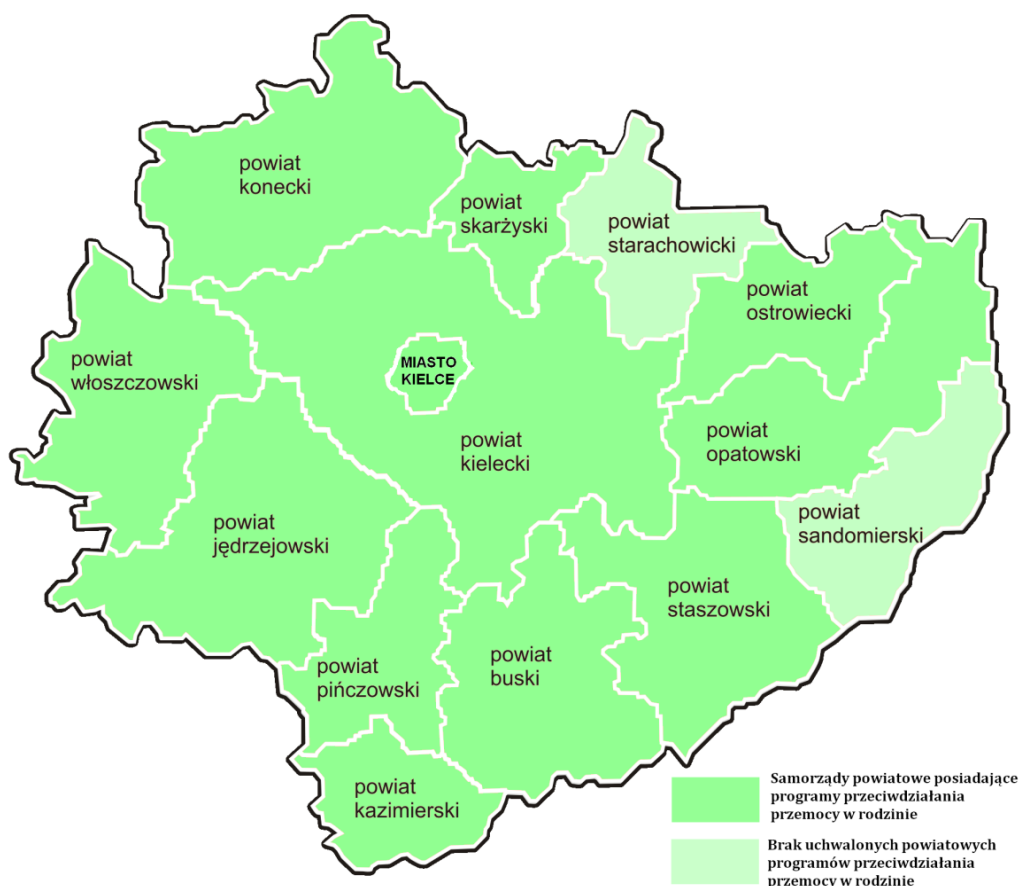 powiat
konecki
powiat
skarżyski
powiat
starachowicki
powiat
ostrowiecki
powiat
włoszczowski
MIASTO
KIELCE
powiat
kielecki
powiat
opatowski
powiat
sandomierski
powiat
jędrzejowski
powiat
staszowski
powiat
pińczowski
powiat
buski
powiat
kazimierski
Samorządy powiatowe posiadające
programy przeciwdziałania
przemocy w rodzinie
Brak uchwalonych powiatowych
programów przeciwdziałania
przemocy w rodzinie